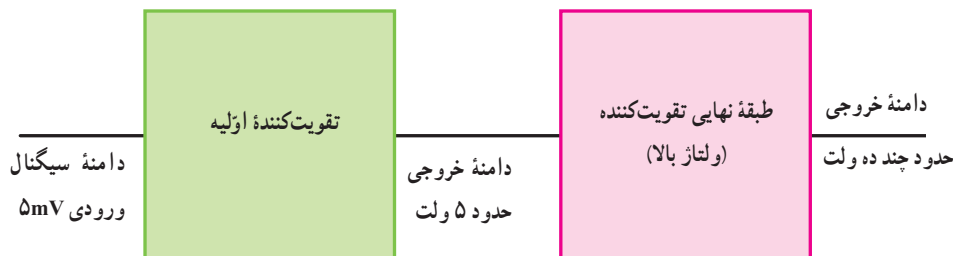 تقویت‌کنندهٔ اوّلیه
طبقهٔ نهایی تقویت‌کننده
(ولتاژ بالا)
دامنهٔ سیگنال
ورودی ۵mV
دامنهٔ خروجی
حدود ۵ ولت
دامنهٔ خروجی
حدود چند ده ولت